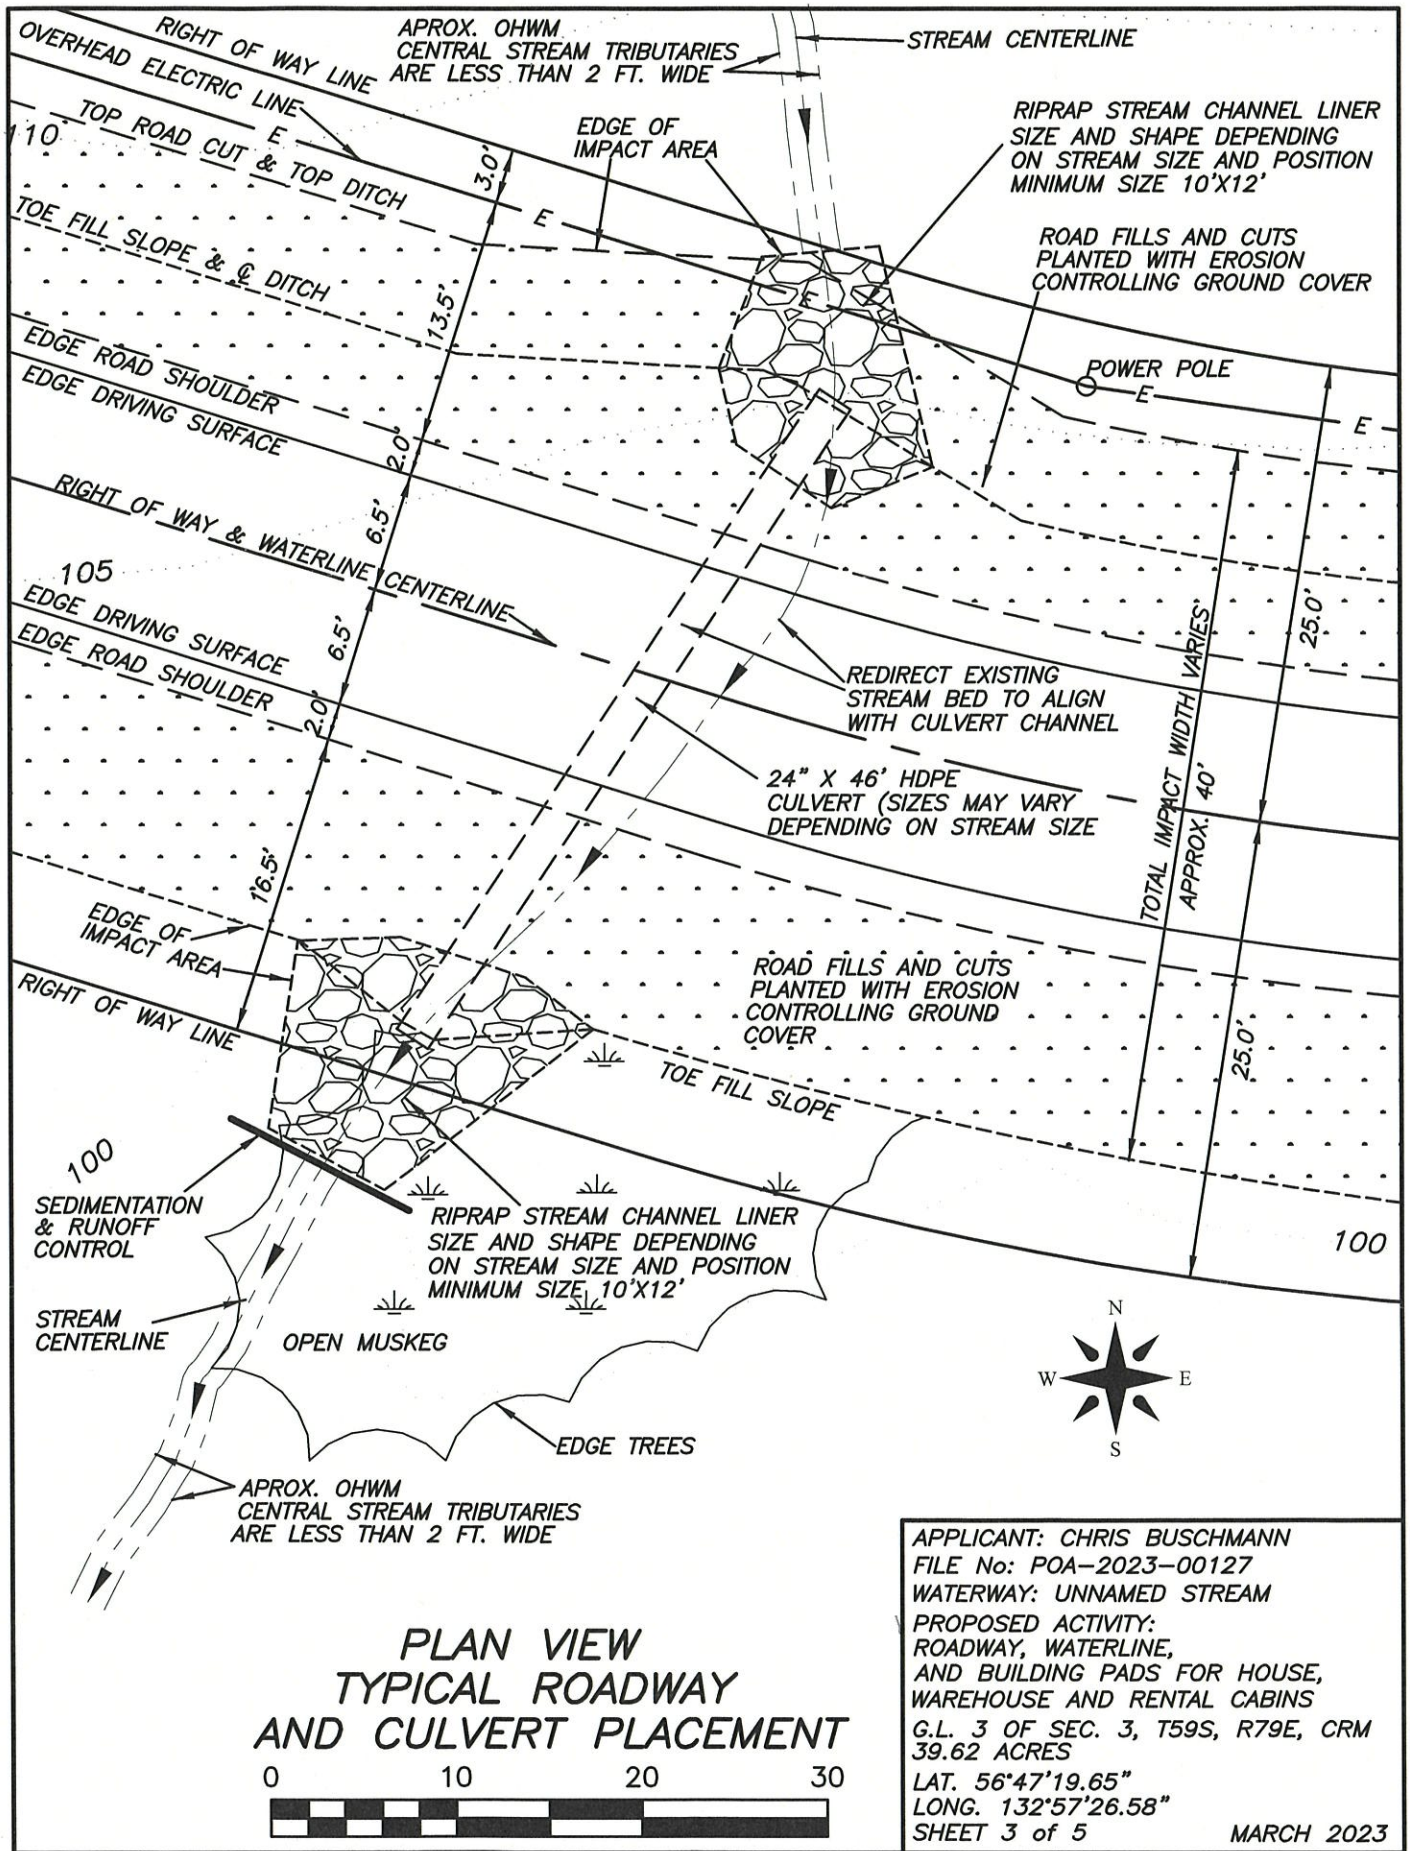 RIGHT OF WAY LINE
OVERHEAD ELECTRIC LINE
E
TOP ROAD CUT & TOP DITCH
110
TOE FILL SLOPE & ℄ DITCH
EDGE ROAD SHOULDER
EDGE DRIVING SURFACE
RIGHT OF WAY & WATERLINE CENTERLINE
105
EDGE DRIVING SURFACE
EDGE ROAD SHOULDER
APROX. OHWM
CENTRAL STREAM TRIBUTARIES
ARE LESS THAN 2 FT. WIDE
STREAM CENTERLINE
EDGE OF
IMPACT AREA
RIPRAP STREAM CHANNEL LINER
SIZE AND SHAPE DEPENDING
ON STREAM SIZE AND POSITION
MINIMUM SIZE 10'X12'
ROAD FILLS AND CUTS
PLANTED WITH EROSION
CONTROLLING GROUND COVER
E
E
POWER POLE
E
E
3.0'
13.5'
2.0'
6.5'
6.5'
2.0'
16.5'
REDIRECT EXISTING
STREAM BED TO ALIGN
WITH CULVERT CHANNEL
24" X 46' HDPE
CULVERT (SIZES MAY VARY
DEPENDING ON STREAM SIZE
TOTAL IMPACT WIDTH VARIES
APPROX. 40'
25.0'
25.0'
EDGE OF
IMPACT AREA
RIGHT OF WAY LINE
ROAD FILLS AND CUTS
PLANTED WITH EROSION
CONTROLLING GROUND
COVER
TOE FILL SLOPE
100
SEDIMENTATION
& RUNOFF
CONTROL
RIPRAP STREAM CHANNEL LINER
SIZE AND SHAPE DEPENDING
ON STREAM SIZE AND POSITION
MINIMUM SIZE 10'X12'
100
STREAM
CENTERLINE
OPEN MUSKEG
EDGE TREES
N
W
E
S
APROX. OHWM
CENTRAL STREAM TRIBUTARIES
ARE LESS THAN 2 FT. WIDE
PLAN VIEW
TYPICAL ROADWAY
AND CULVERT PLACEMENT
0 10 20 30
APPLICANT: CHRIS BUSCHMANN
FILE No: POA-2023-00127
WATERWAY: UNNAMED STREAM
PROPOSED ACTIVITY:
ROADWAY, WATERLINE,
AND BUILDING PADS FOR HOUSE,
WAREHOUSE AND RENTAL CABINS
G.L. 3 OF SEC. 3, T59S, R79E, CRM
39.62 ACRES
LAT. 56°47'19.65"
LONG. 132°57'26.58"
SHEET 3 of 5 MARCH 2023